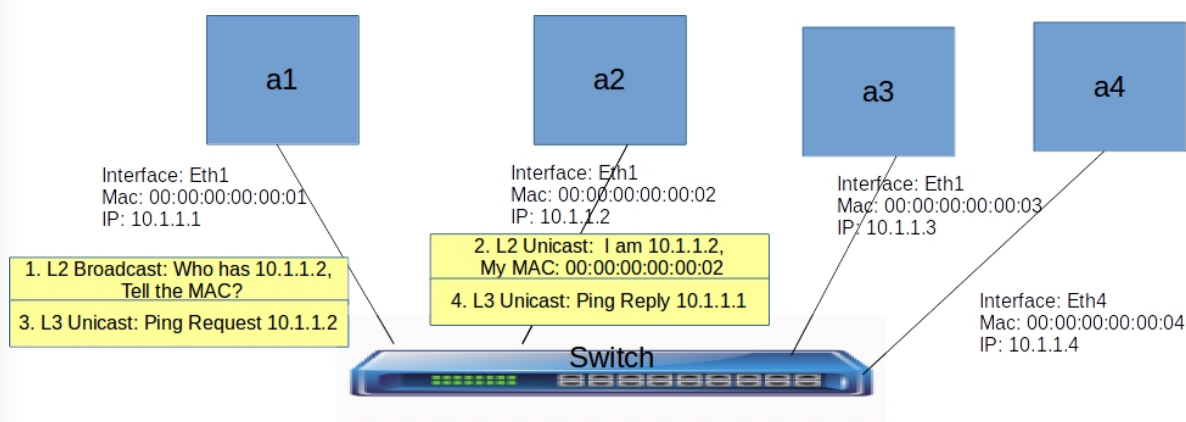 a1
a2
a3
a4
Interface: Eth1
Mac: 00:00:00:00:00:01
IP: 10.1.1.1
Interface: Eth1
Mac: 00:00:00:00:00:02
IP: 10.1.1.2
Interface: Eth1
Mac: 00:00:00:00:00:03
IP: 10.1.1.3
1. L2 Broadcast: Who has 10.1.1.2,
Tell the MAC?
3. L3 Unicast: Ping Request 10.1.1.2
2. L2 Unicast: I am 10.1.1.2,
My MAC: 00:00:00:00:00:02
4. L3 Unicast: Ping Reply 10.1.1.1
Interface: Eth4
Mac: 00:00:00:00:00:04
IP: 10.1.1.4
Switch